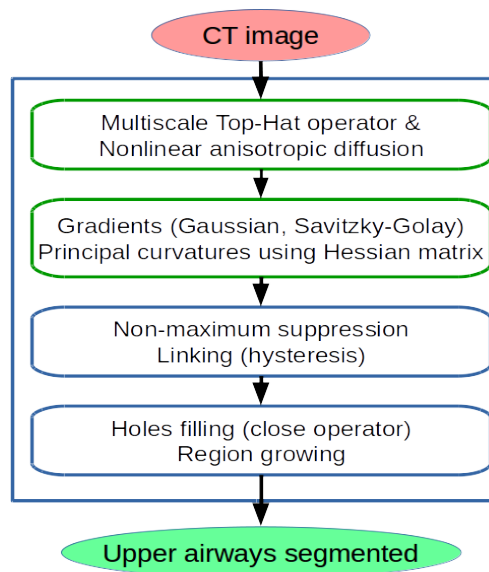 CT image
Multiscale Top-Hat operator &
Nonlinear anisotropic diffusion
Gradients (Gaussian, Savitzky-Golay)
Principal curvatures using Hessian matrix
Non-maximum suppression
Linking (hysteresis)
Holes filling (close operator)
Region growing
Upper airways segmented